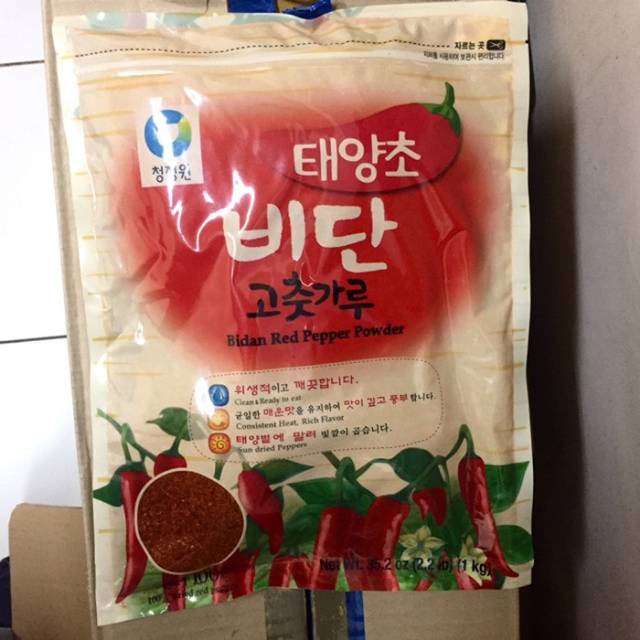 자르는 곳
청정원
태양초
비단
고춧가루
Bidan Red Pepper Powder
위생적이고 깨끗합니다.
Clean & Ready to eat
균일한 매운맛을 유지하여 맛이 깊고 풍부합니다.
Consistent Heat, Rich Flavor
태양볕에 말려 빛깔이 곱습니다.
Sun dried Peppers
Net Wt. 35.2 oz (2.2 lb) (1 kg)